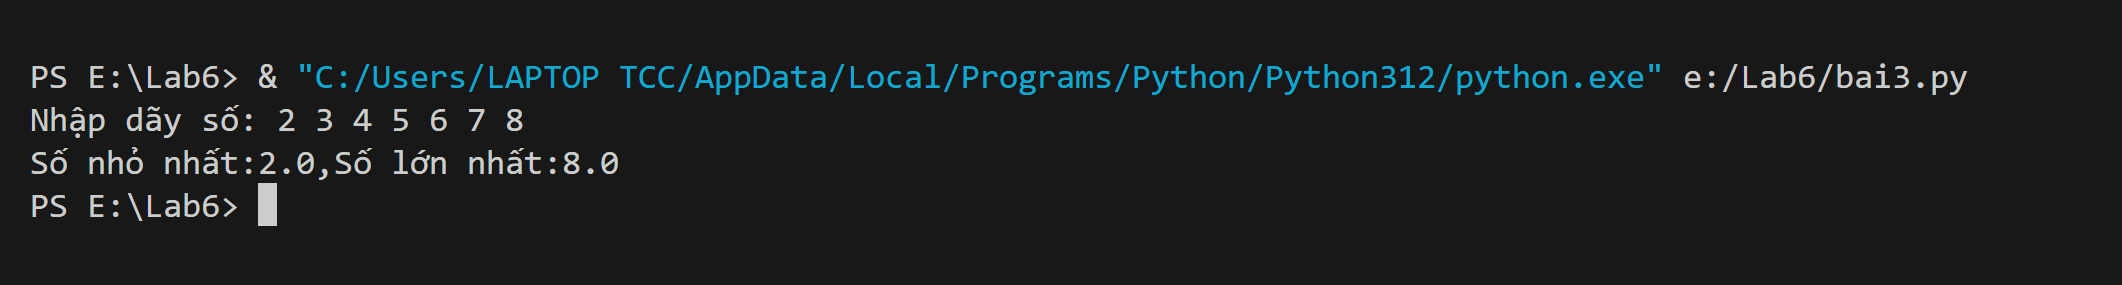 PS E:\Lab6> & "C:/Users/LAPTOP TCC/AppData/Local/Programs/Python/Python312/python.exe" e:/Lab6/bai3.py
Nhập dãy số: 2 3 4 5 6 7 8
Số nhỏ nhất:2.0,Số lớn nhất:8.0
PS E:\Lab6>